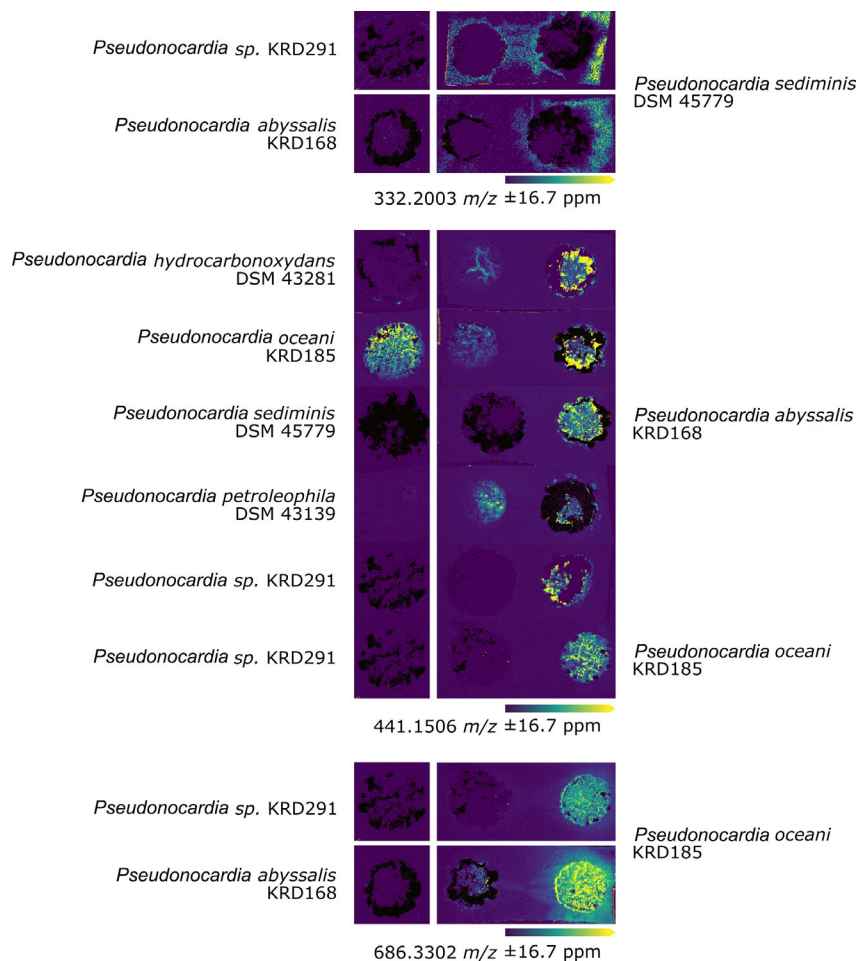 Pseudonocardia sp. KRD291
Pseudonocardia sediminis
DSM 45779
Pseudonocardia abyssalis
KRD168
332.2003 m/z ±16.7 ppm
Pseudonocardia hydrocarbonoxydans
DSM 43281
Pseudonocardia oceani
KRD185
Pseudonocardia sediminis
DSM 45779
Pseudonocardia abyssalis
KRD168
Pseudonocardia petroleophila
DSM 43139
Pseudonocardia sp. KRD291
Pseudonocardia sp. KRD291
Pseudonocardia oceani
KRD185
441.1506 m/z ±16.7 ppm
Pseudonocardia sp. KRD291
Pseudonocardia oceani
KRD185
Pseudonocardia abyssalis
KRD168
686.3302 m/z ±16.7 ppm